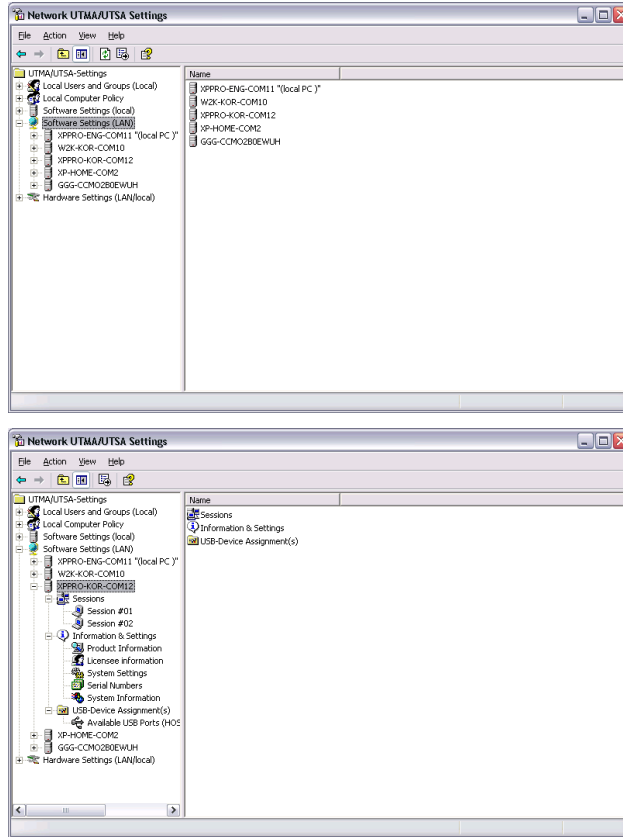 Network UTMA/UTSA Settings
File Action View Help
UTMA/UTSA-Settings
Local Users and Groups (Local)
Local Computer Policy
Software Settings (local)
Software Settings (LAN)
XPPRO-ENG-COM11 "(local PC )"
W2K-KOR-COM10
XPPRO-KOR-COM12
XP-HOME-COM2
GGG-CCMO2B0EWUH
Hardware Settings (LAN/local)
Name
XPPRO-ENG-COM11 "(local PC )"
W2K-KOR-COM10
XPPRO-KOR-COM12
XP-HOME-COM2
GGG-CCMO2B0EWUH
Network UTMA/UTSA Settings
File Action View Help
UTMA/UTSA-Settings
Local Users and Groups (Local)
Local Computer Policy
Software Settings (local)
Software Settings (LAN)
XPPRO-ENG-COM11 "(local PC )"
W2K-KOR-COM10
XPPRO-KOR-COM12
Sessions
Session #01
Session #02
Information & Settings
Product Information
Licensee information
System Settings
Serial Numbers
System Information
USB-Device Assignment(s)
Available USB Ports (HOS
XP-HOME-COM2
GGG-CCMO2B0EWUH
Hardware Settings (LAN/local)
Name
Sessions
Information & Settings
USB-Device Assignment(s)